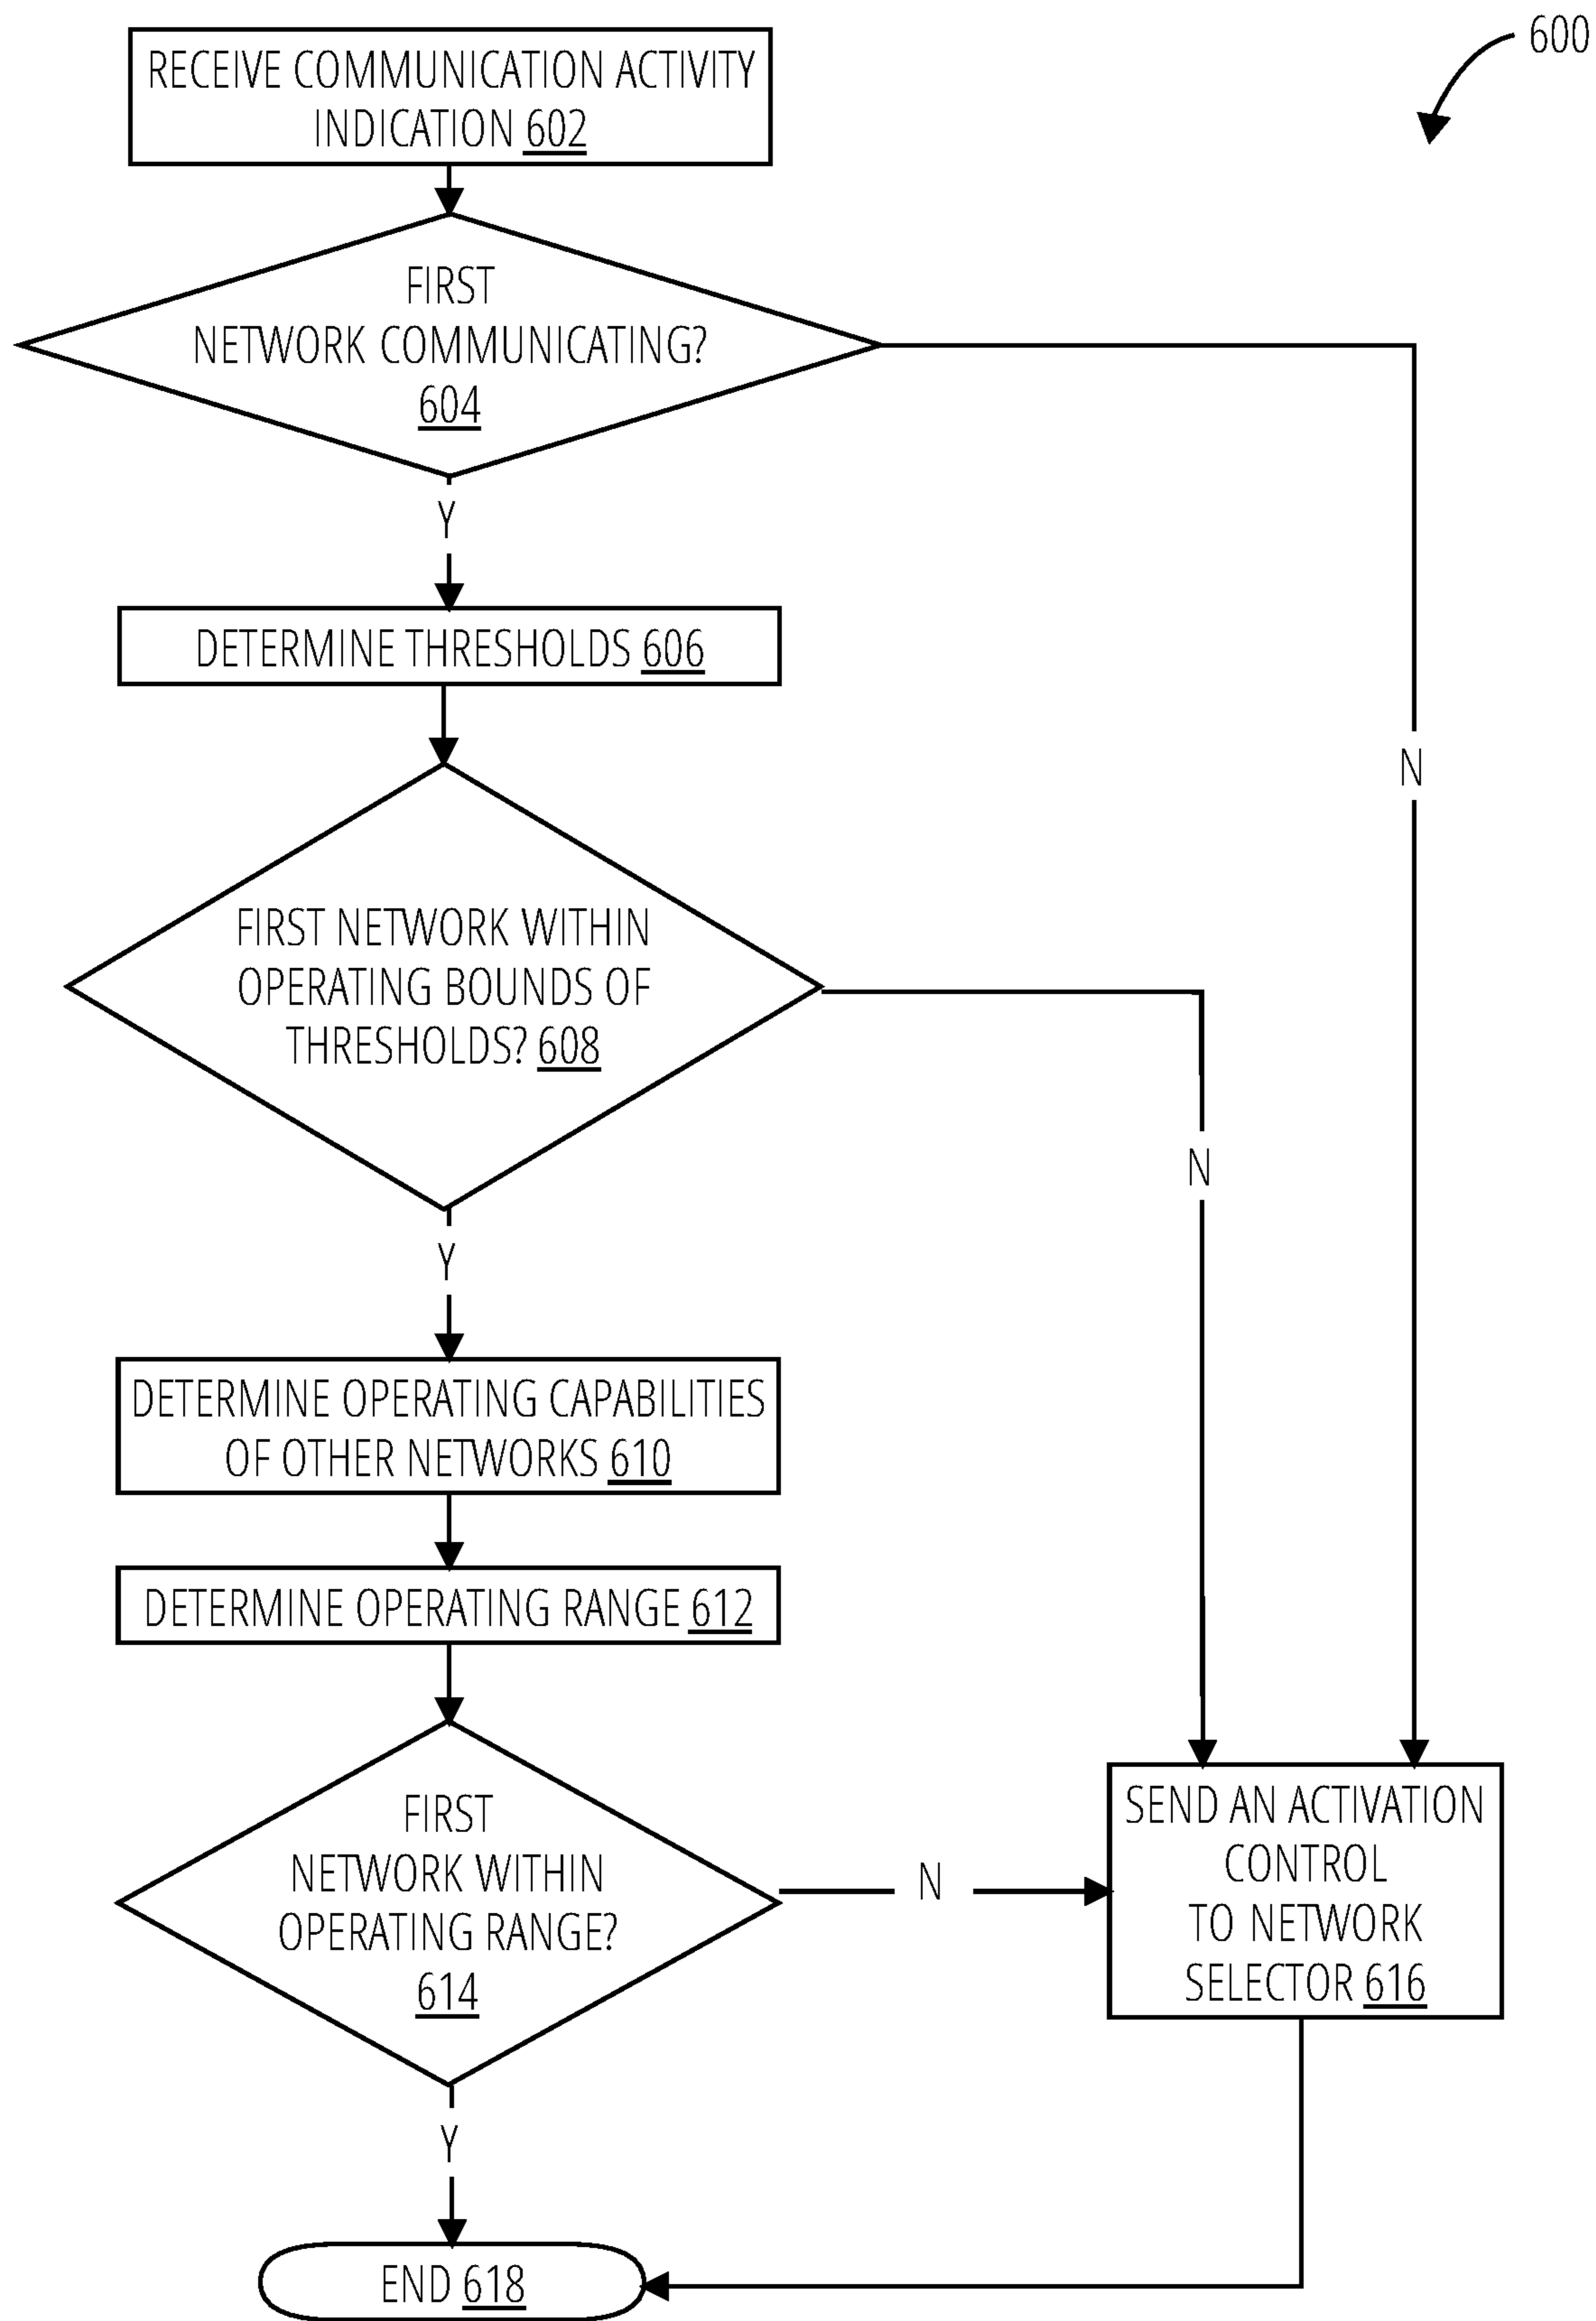 600
RECEIVE COMMUNICATION ACTIVITY
INDICATION 602
FIRST
NETWORK COMMUNICATING?
604
Y
N
DETERMINE THRESHOLDS 606
FIRST NETWORK WITHIN
OPERATING BOUNDS OF
THRESHOLDS? 608
N
Y
DETERMINE OPERATING CAPABILITIES
OF OTHER NETWORKS 610
DETERMINE OPERATING RANGE 612
FIRST
NETWORK WITHIN
OPERATING RANGE?
614
N
Y
SEND AN ACTIVATION
CONTROL
TO NETWORK
SELECTOR 616
END 618